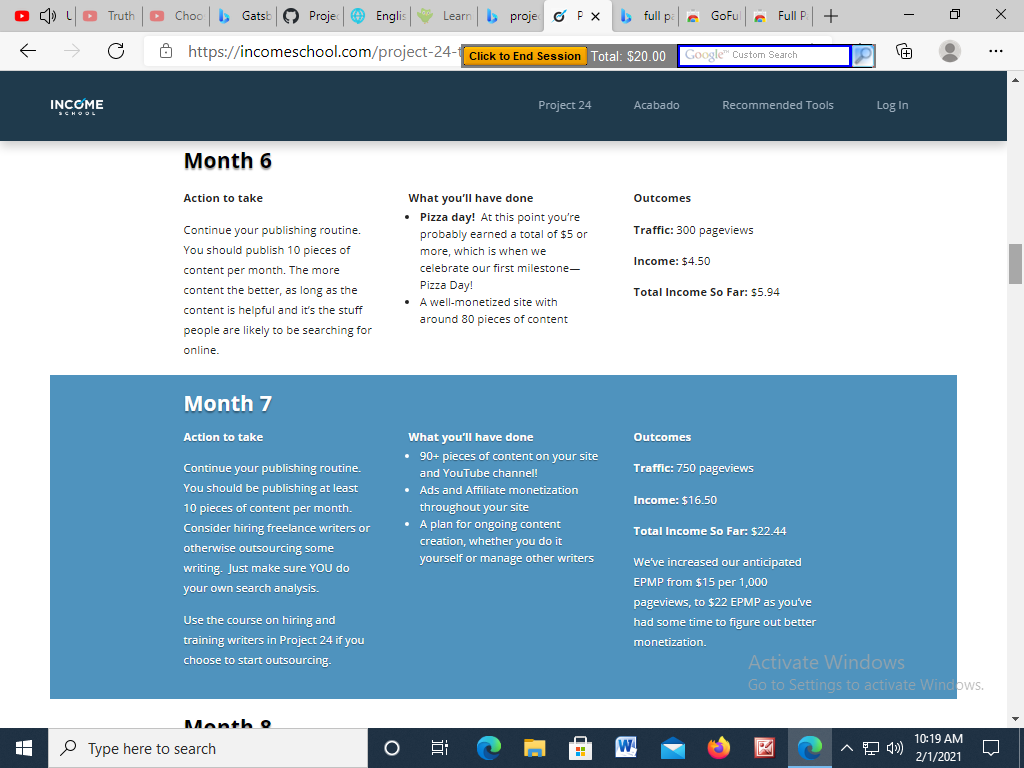 U
Truth
Choo
Gatsb
Projec
Englis
Learn
projec
P
full pa
GoFul
Full Pa
https://incomeschool.com/project-24-t
Click to End Session Total: $20.00
Google™ Custom Search
INCOME
SCHOOL
Project 24 Acabado Recommended Tools Log In
Month 6
Action to take
Continue your publishing routine.
You should publish 10 pieces of
content per month. The more
content the better, as long as the
content is helpful and it's the stuff
people are likely to be searching for
online.
What you'll have done
• Pizza day! At this point you're
probably earned a total of $5 or
more, which is when we
celebrate our first milestone—
Pizza Day!
• A well-monetized site with
around 80 pieces of content
Outcomes
Traffic: 300 pageviews
Income: $4.50
Total Income So Far: $5.94
Month 7
Action to take
Continue your publishing routine.
You should be publishing at least
10 pieces of content per month.
Consider hiring freelance writers or
otherwise outsourcing some
writing. Just make sure YOU do
your own search analysis.
Use the course on hiring and
training writers in Project 24 if you
choose to start outsourcing.
What you'll have done
• 90+ pieces of content on your site
and YouTube channel!
• Ads and Affiliate monetization
throughout your site
• A plan for ongoing content
creation, whether you do it
yourself or manage other writers
Outcomes
Traffic: 750 pageviews
Income: $16.50
Total Income So Far: $22.44
We've increased our anticipated
EPMP from $15 per 1,000
pageviews, to $22 EPMP as you've
had some time to figure out better
monetization.
Activate Windows
Go to Settings to activate Windows.
Month 8
Type here to search
10:19 AM
2/1/2021